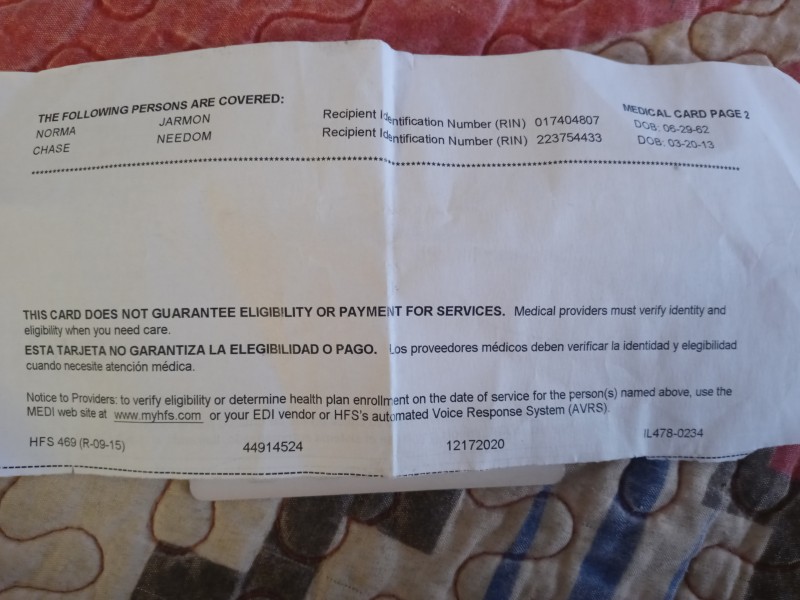 THE FOLLOWING PERSONS ARE COVERED: MEDICAL CARD PAGE 2
NORMA JARMON Recipient Identification Number (RIN) 017404807 DOB: 06-29-62
CHASE NEEDOM Recipient Identification Number (RIN) 223754433 DOB: 03-20-13
THIS CARD DOES NOT GUARANTEE ELIGIBILITY OR PAYMENT FOR SERVICES. Medical providers must verify identity and
eligibility when you need care.
ESTA TARJETA NO GARANTIZA LA ELEGIBILIDAD O PAGO. Los proveedores médicos deben verificar la identidad y elegibilidad
cuando necesite atención médica.
Notice to Providers: to verify eligibility or determine health plan enrollment on the date of service for the person(s) named above, use the
MEDI web site at www.myhfs.com or your EDI vendor or HFS's automated Voice Response System (AVRS).
HFS 469 (R-09-15) 44914524 12172020 IL478-0234